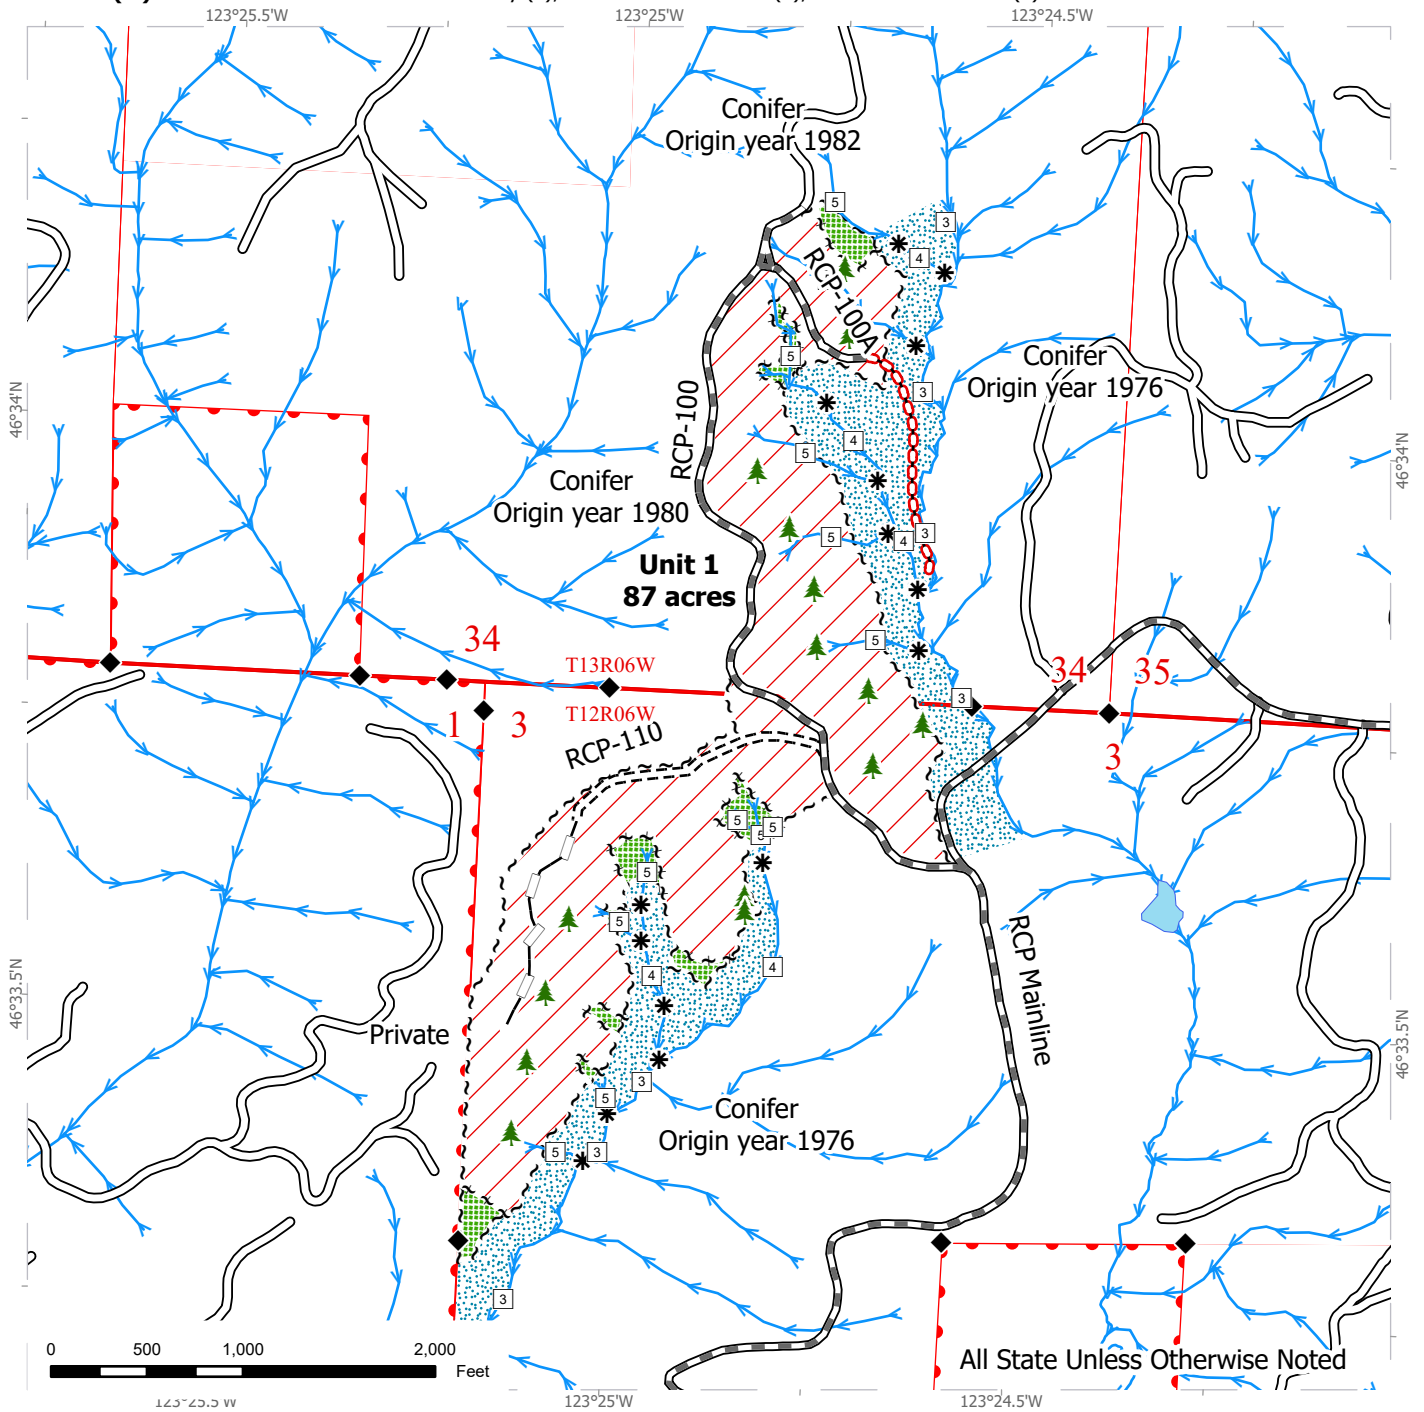 123°25.5'W
123°25'W
123°24.5'W
Conifer
Origin year 1982
5
3
4
RCP-100A
5
3
46°34'N
Conifer
Origin year 1976
RCP-100
4
5
46°34'N
Conifer
Origin year 1980
5
4
3
Unit 1
87 acres
5
34
T13R06W
34
35
3
1
3
T12R06W
RCP-110
3
5
5
5
5
5
4
4
RCP Mainline
46°33.5'N
Private
46°33.5'N
3
5
Conifer
Origin year 1976
5
3
3
0
500
1,000
2,000
Feet
All State Unless Otherwise Noted
123°25.5'W
123°25'W
123°24.5'W